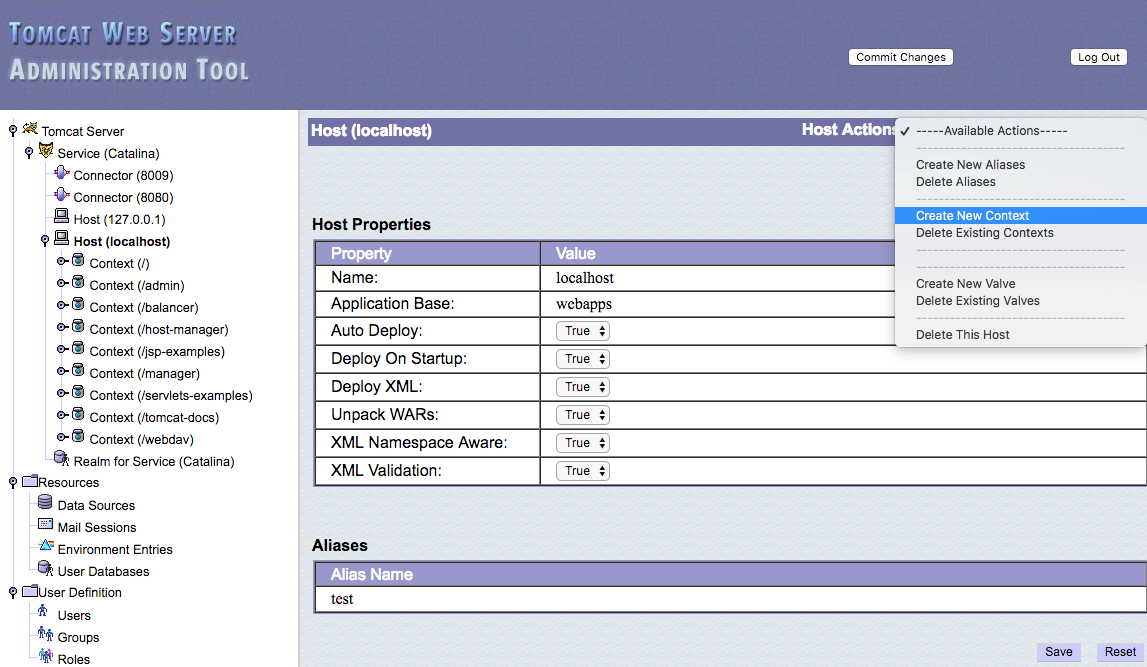 TOMCAT WEB SERVER
ADMINISTRATION TOOL
Commit Changes
Log Out
Tomcat Server
Service (Catalina)
Connector (8009)
Connector (8080)
Host (127.0.0.1)
Host (localhost)
Context (/)
Context (/admin)
Context (/balancer)
Context (/host-manager)
Context (/jsp-examples)
Context (/manager)
Context (/servlets-examples)
Context (/tomcat-docs)
Context (/webdav)
Realm for Service (Catalina)
Resources
Data Sources
Mail Sessions
Environment Entries
User Databases
User Definition
Users
Groups
Roles
Host (localhost)
Host Actions
✓ -----Available Actions-----
Create New Aliases
Delete Aliases
Create New Context
Delete Existing Contexts
Create New Valve
Delete Existing Valves
Delete This Host
Host Properties
Property Value
Name: localhost
Application Base: webapps
Auto Deploy: True
Deploy On Startup: True
Deploy XML: True
Unpack WARs: True
XML Namespace Aware: True
XML Validation: True
Aliases
Alias Name
test
Save Reset